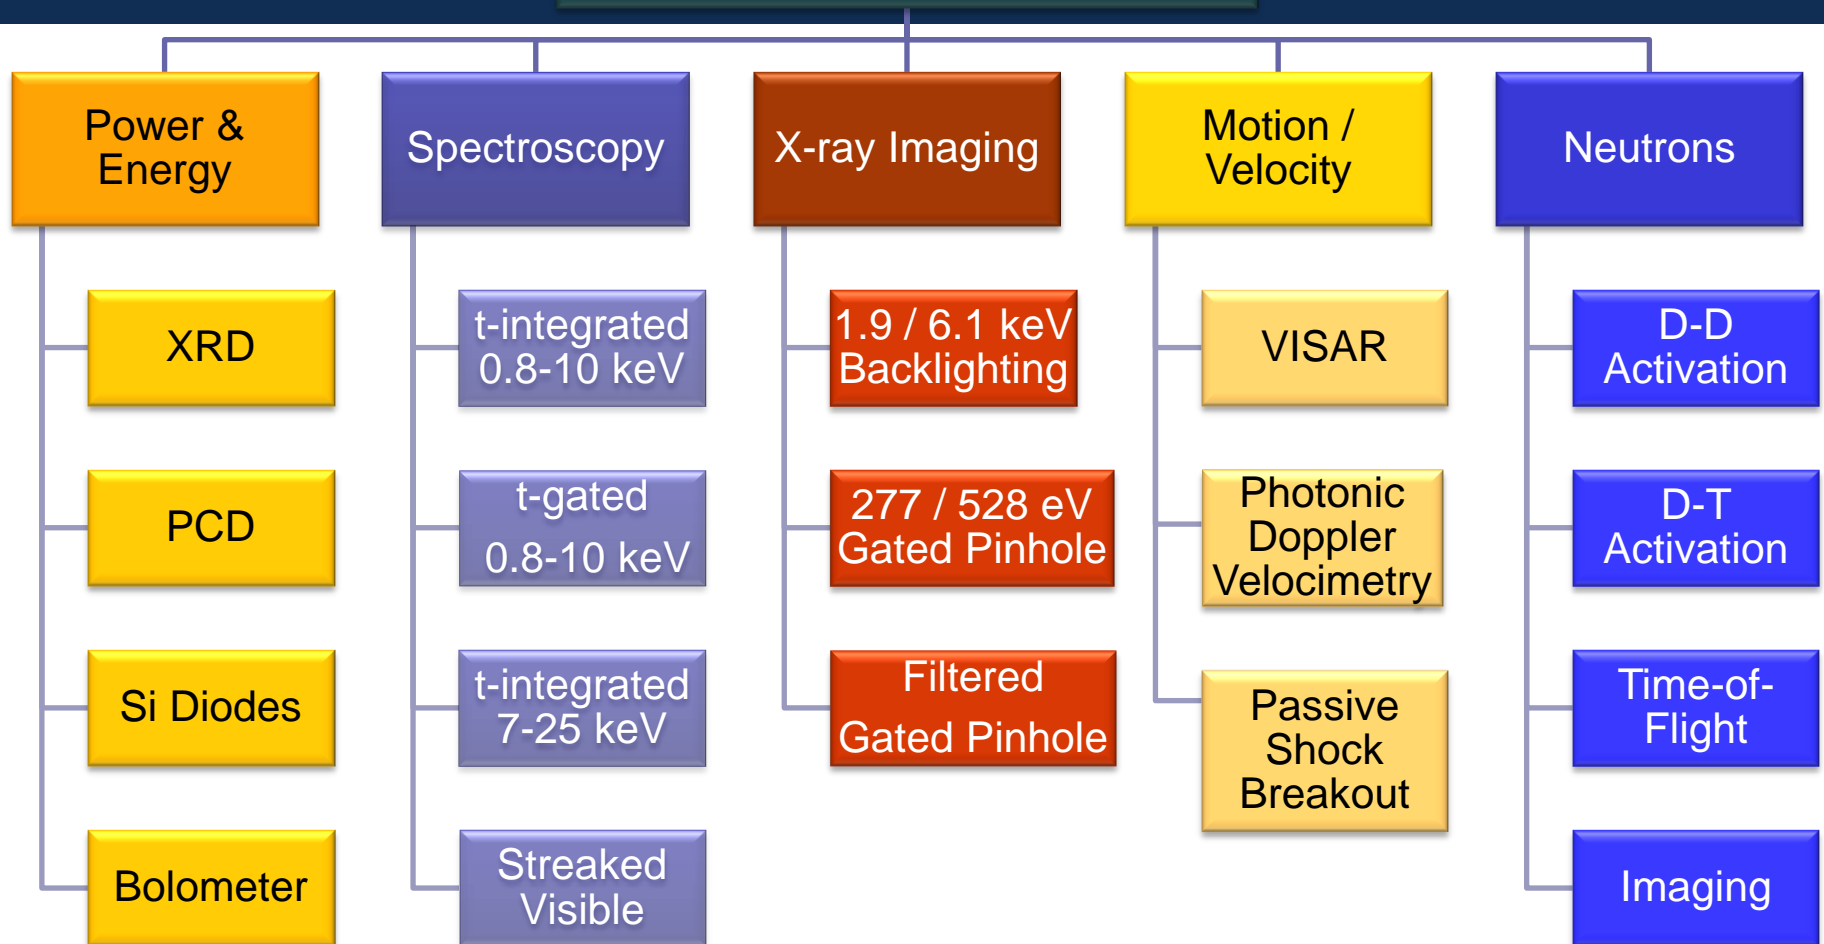 Power &
Energy
XRD
PCD
Si Diodes
Bolometer
Spectroscopy
t-integrated
0.8-10 keV
t-gated
0.8-10 keV
t-integrated
7-25 keV
Streaked
Visible
X-ray Imaging
1.9 / 6.1 keV
Backlighting
277 / 528 eV
Gated Pinhole
Filtered
Gated Pinhole
Motion /
Velocity
VISAR
Photonic
Doppler
Velocimetry
Passive
Shock
Breakout
Neutrons
D-D
Activation
D-T
Activation
Time-of-
Flight
Imaging